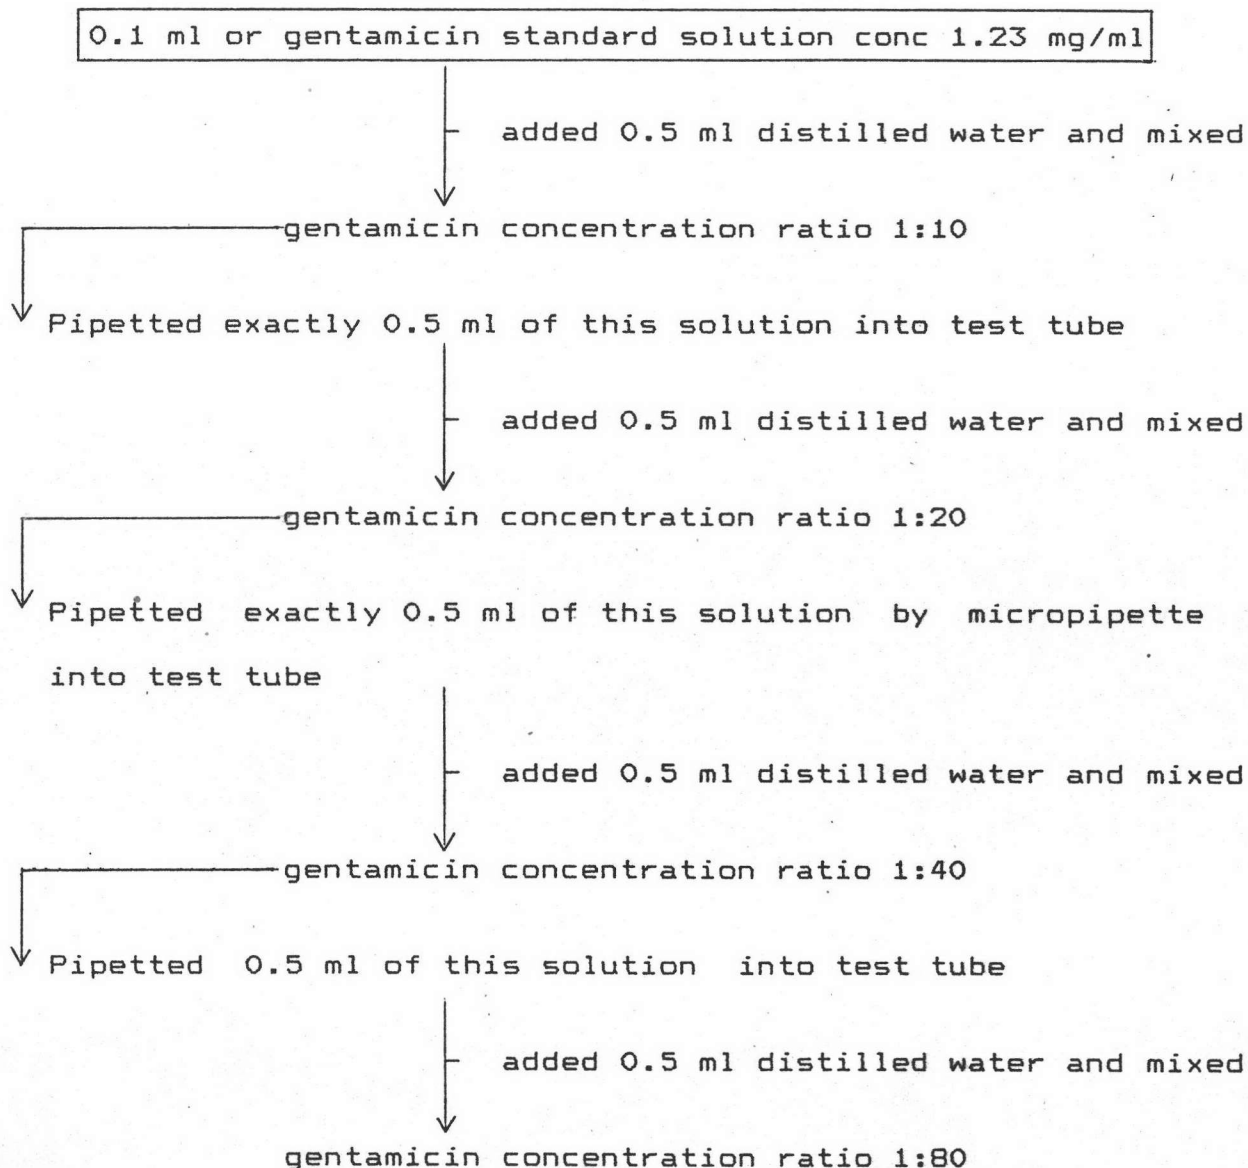 0.1 ml or gentamicin standard solution conc 1.23 mg/ml
added 0.5 ml distilled water and mixed
gentamicin concentration ratio 1:10
Pipetted exactly 0.5 ml of this solution into test tube
added 0.5 ml distilled water and mixed
gentamicin concentration ratio 1:20
Pipetted exactly 0.5 ml of this solution by micropipette
into test tube
added 0.5 ml distilled water and mixed
gentamicin concentration ratio 1:40
Pipetted 0.5 ml of this solution into test tube
added 0.5 ml distilled water and mixed
gentamicin concentration ratio 1:80